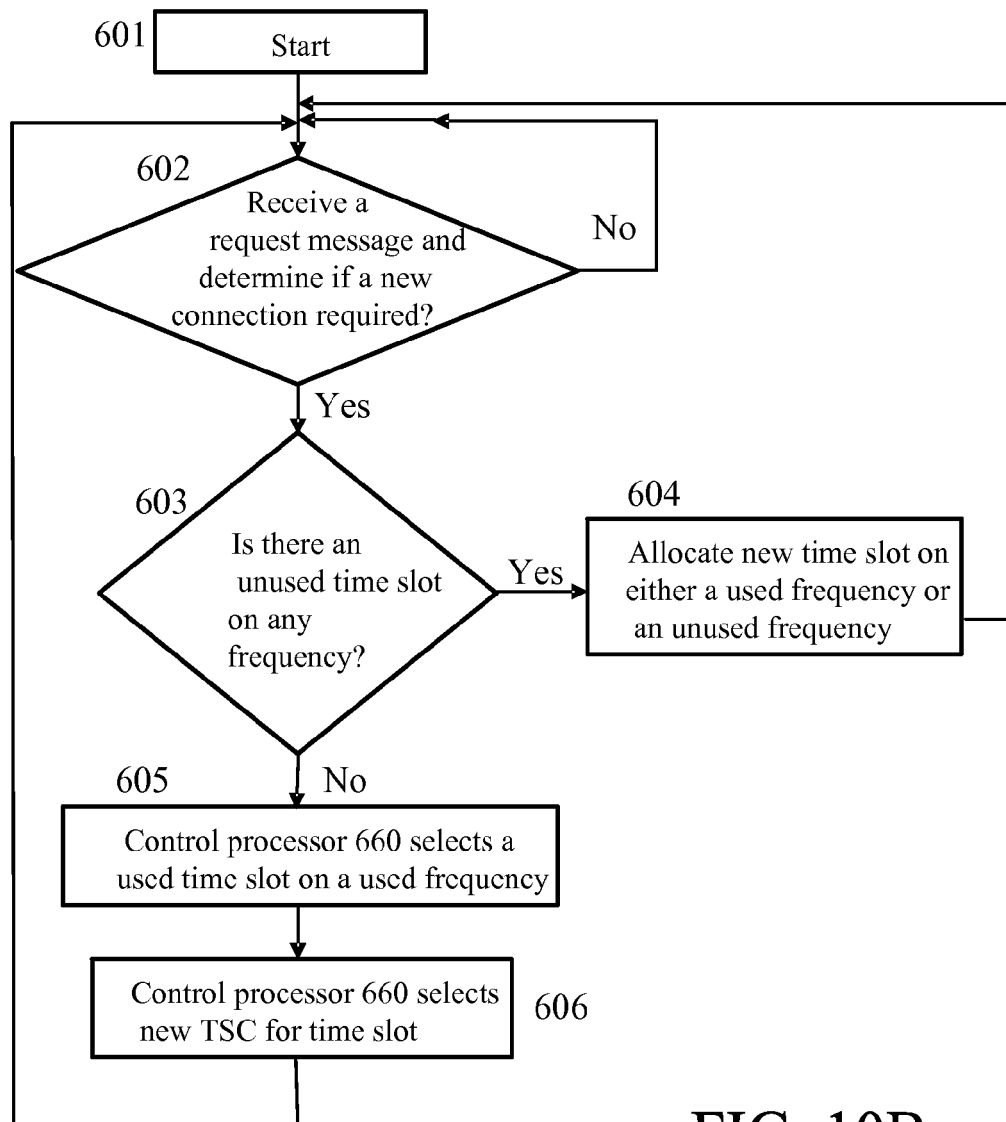 601
Start
602
Receive a
request message and
determine if a new
connection required?
No
Yes
603
Is there an
unused time slot
on any
frequency?
Yes
604
Allocate new time slot on
either a used frequency or
an unused frequency
605
No
Control processor 660 selects a
used time slot on a used frequency
Control processor 660 selects
new TSC for time slot
606
FIG. 10B